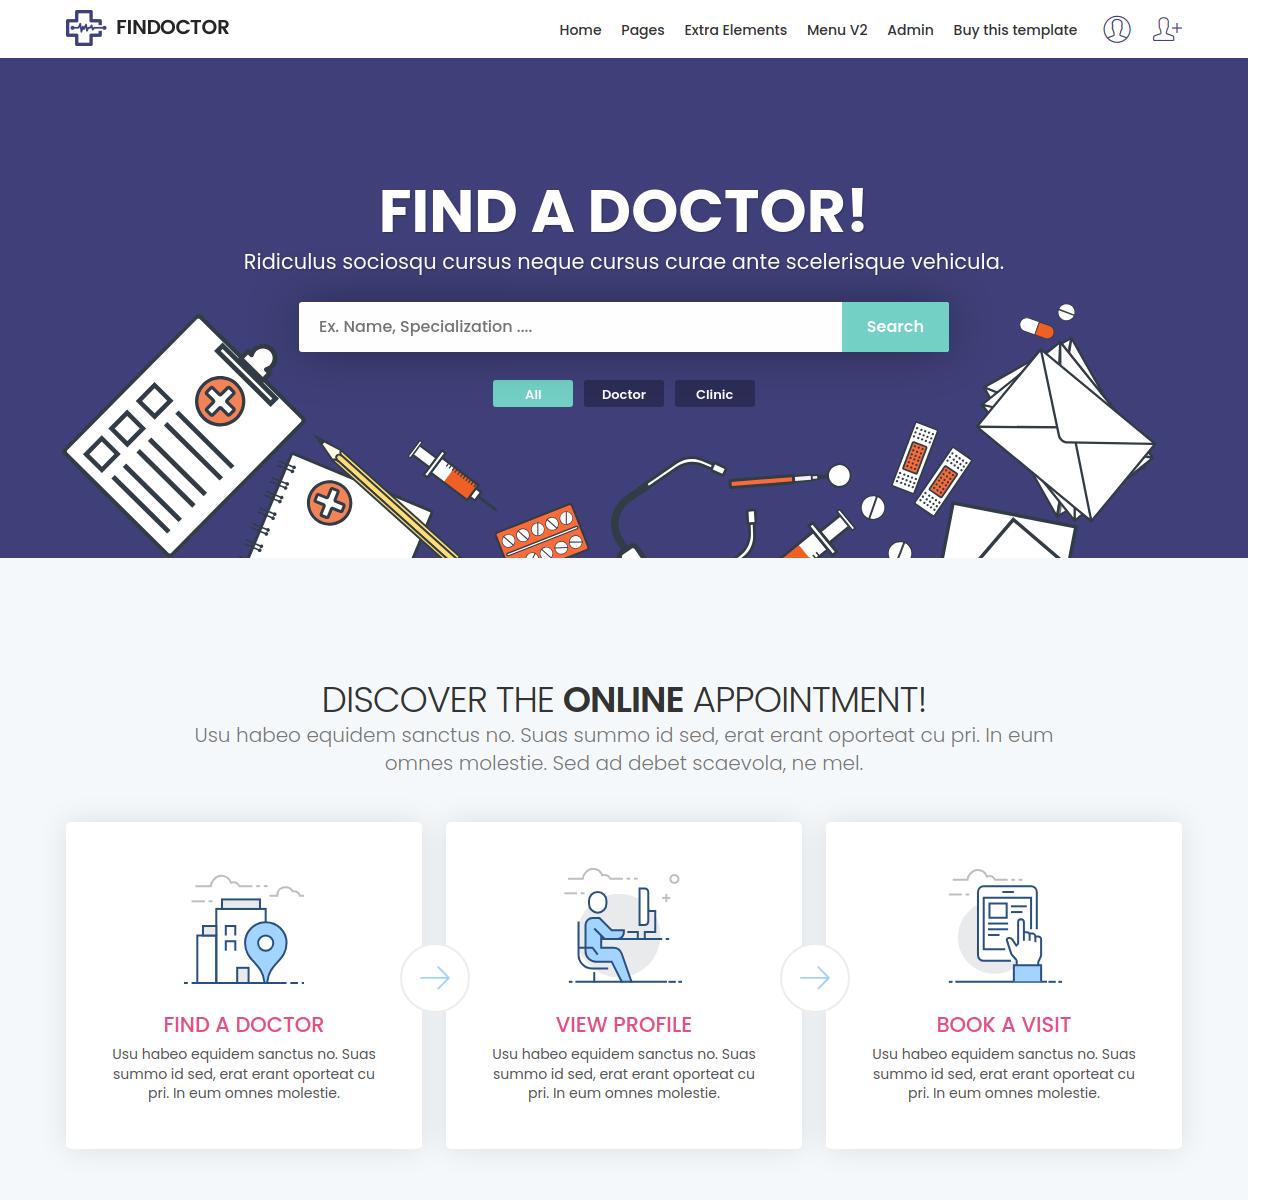 FINDOCTOR
Home Pages Extra Elements Menu V2 Admin Buy this template
FIND A DOCTOR!
Ridiculus sociosqu cursus neque cursus curae ante scelerisque vehicula.
Ex. Name, Specialization .... Search
All Doctor Clinic
DISCOVER THE ONLINE APPOINTMENT!
Usu habeo equidem sanctus no. Suas summo id sed, erat erant oporteat cu pri. In eum
omnes molestie. Sed ad debet scaevola, ne mel.
FIND A DOCTOR
Usu habeo equidem sanctus no. Suas
summo id sed, erat erant oporteat cu
pri. In eum omnes molestie.
VIEW PROFILE
Usu habeo equidem sanctus no. Suas
summo id sed, erat erant oporteat cu
pri. In eum omnes molestie.
BOOK A VISIT
Usu habeo equidem sanctus no. Suas
summo id sed, erat erant oporteat cu
pri. In eum omnes molestie.